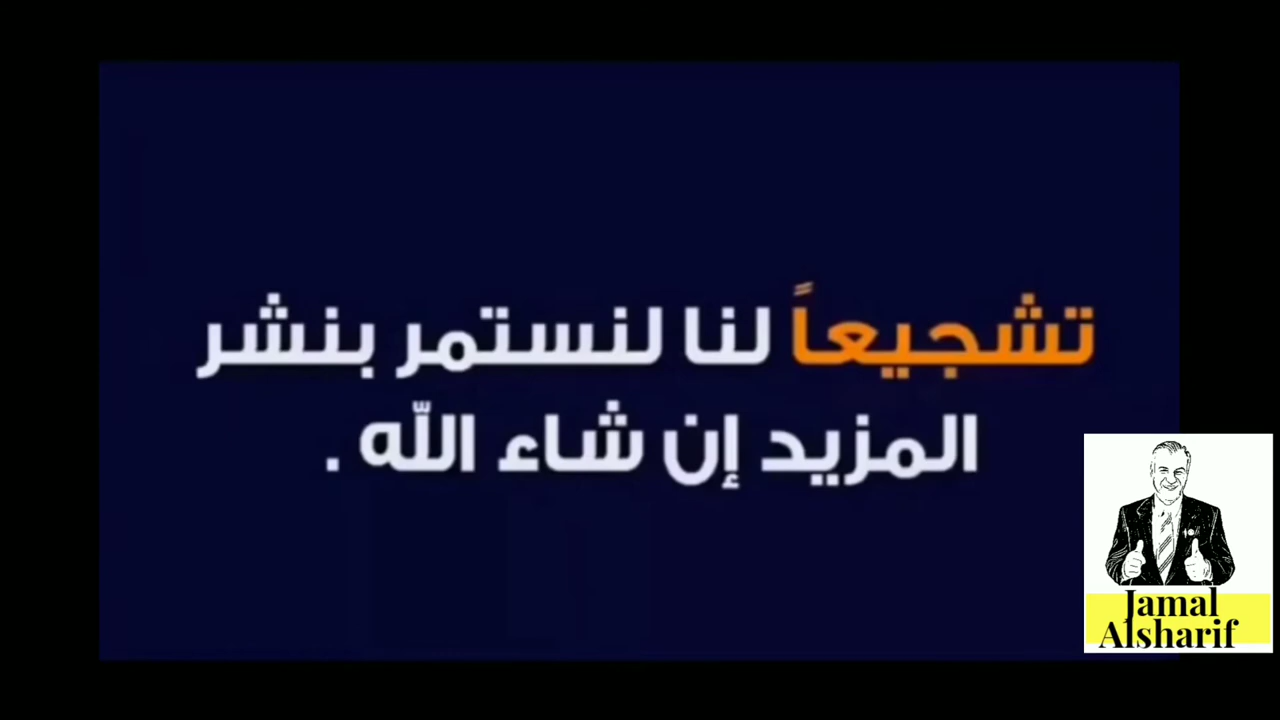 تشجيعاً لنا لنستمر بنشر
المزيد إن شاء الله .
Jamal
Alsharif